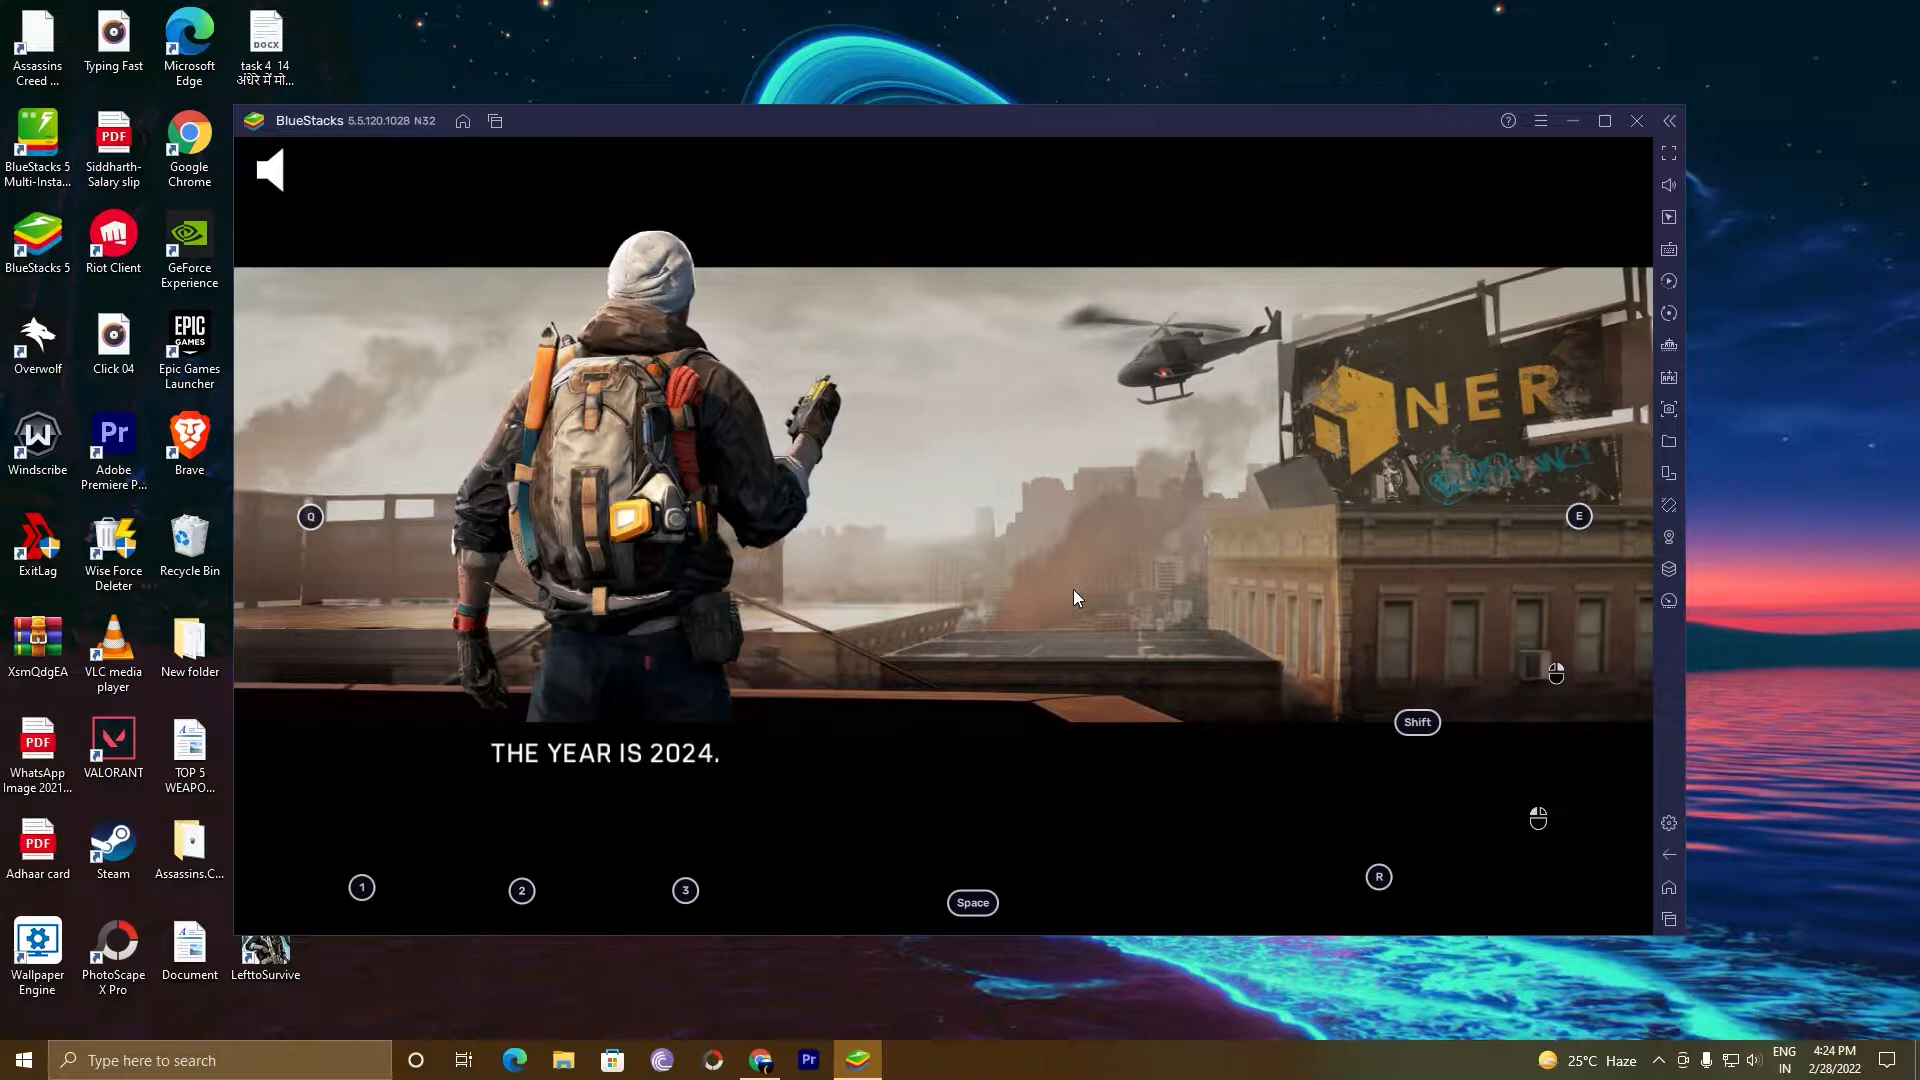 Assassins
Creed ...
Typing Fast
Microsoft
Edge
DOCX
task 4 14
अंधेरे में मो...
BlueStacks 5
Multi-Insta...
PDF
Siddharth-
Salary slip
Google
Chrome
BlueStacks 5
Riot Client
GeForce
Experience
Overwolf
Click 04
EPIC
GAMES
Epic Games
Launcher
Windscribe
Pr
Adobe
Premiere P...
Brave
ExitLag
Wise Force
Deleter
Recycle Bin
XsmQdgEA
VLC media
player
New folder
PDF
WhatsApp
Image 2021...
VALORANT
TOP 5
WEAPO...
PDF
Adhaar card
Steam
Assassins.C...
Wallpaper
Engine
PhotoScape
X Pro
Document
LefttoSurvive
BlueStacks 5.5.120.1028 N32
NER
Q
E
Shift
THE YEAR IS 2024.
1
2
3
Space
R
Type here to search
Pr
25°C Haze
ENG
IN
4:24 PM
2/28/2022